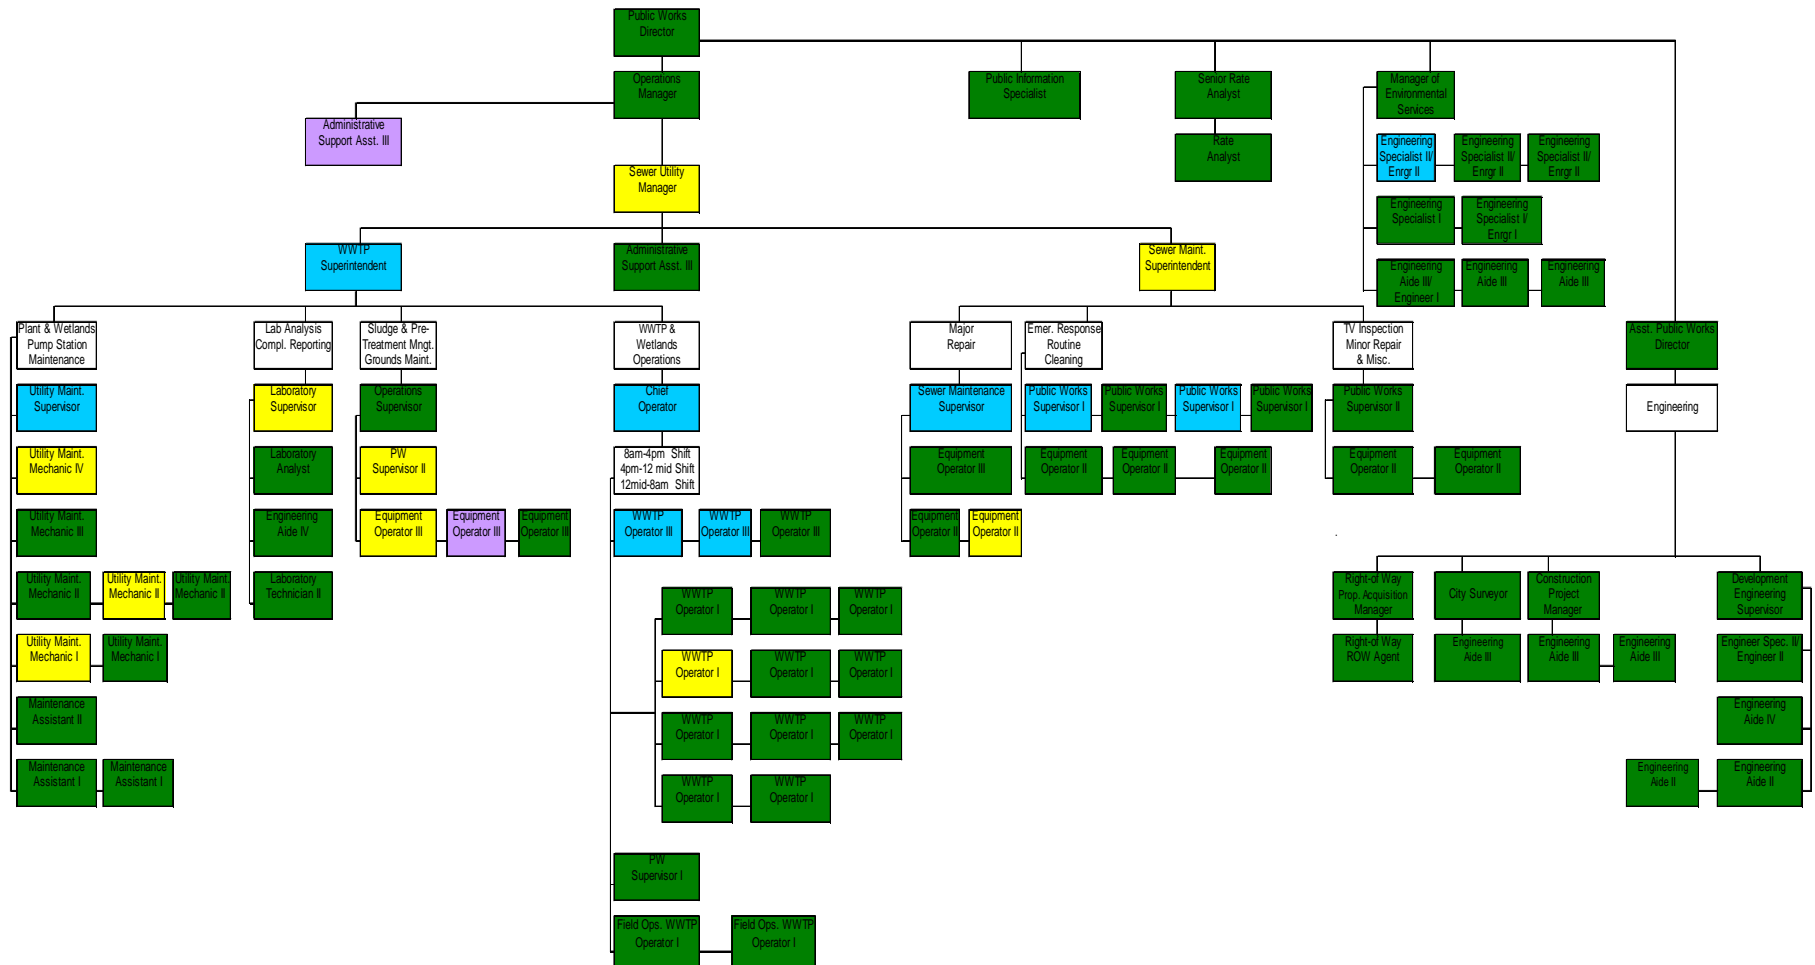 Public Works
Director
Operations
Manager
Public Information
Specialist
Senior Rate
Analyst
Manager of
Environmental
Services
Administrative
Support Asst. III
Rate
Analyst
Engineering
Specialist II/
Enrgr II
Engineering
Specialist II/
Enrgr II
Engineering
Specialist II/
Enrgr II
Sewer Utility
Manager
Engineering
Specialist I
Engineering
Specialist I/
Enrgr I
WWTP
Superintendent
Administrative
Support Asst. III
Sewer Maint.
Superintendent
Engineering
Aide III/
Engineer I
Engineering
Aide III
Engineering
Aide III
Plant & Wetlands
Pump Station
Maintenance
Lab Analysis
Compl. Reporting
Sludge & Pre-
Treatment Mngt.
Grounds Maint.
WWTP &
Wetlands
Operations
Major
Repair
Emer. Response
Routine
Cleaning
TV Inspection
Minor Repair
& Misc.
Asst. Public Works
Director
Utility Maint.
Supervisor
Laboratory
Supervisor
Operations
Supervisor
Chief
Operator
Sewer Maintenance
Supervisor
Public Works
Supervisor I
Public Works
Supervisor I
Public Works
Supervisor I
Public Works
Supervisor I
Public Works
Supervisor II
Engineering
Utility Maint.
Mechanic IV
Laboratory
Analyst
PW
Supervisor II
8am-4pm Shift
4pm-12 mid Shift
12mid-8am Shift
Equipment
Operator III
Equipment
Operator II
Equipment
Operator II
Equipment
Operator II
Equipment
Operator II
Equipment
Operator II
Utility Maint.
Mechanic III
Engineering
Aide IV
Equipment
Operator III
Equipment
Operator III
Equipment
Operator III
WWTP
Operator III
WWTP
Operator III
WWTP
Operator III
Equipment
Operator II
Equipment
Operator II
Utility Maint.
Mechanic II
Utility Maint.
Mechanic II
Utility Maint.
Mechanic II
Laboratory
Technician II
WWTP
Operator I
WWTP
Operator I
WWTP
Operator I
Right-of Way
Prop. Acquisition
Manager
City Surveyor
Construction
Project
Manager
Development
Engineering
Supervisor
Utility Maint.
Mechanic I
Utility Maint.
Mechanic I
WWTP
Operator I
WWTP
Operator I
WWTP
Operator I
Right-of Way
ROW Agent
Engineering
Aide III
Engineering
Aide III
Engineering
Aide III
Engineer Spec. II/
Engineer II
Maintenance
Assistant II
WWTP
Operator I
WWTP
Operator I
WWTP
Operator I
Engineering
Aide IV
Maintenance
Assistant I
Maintenance
Assistant I
WWTP
Operator I
WWTP
Operator I
Engineering
Aide II
Engineering
Aide II
PW
Supervisor I
Field Ops. WWTP
Operator I
Field Ops. WWTP
Operator I